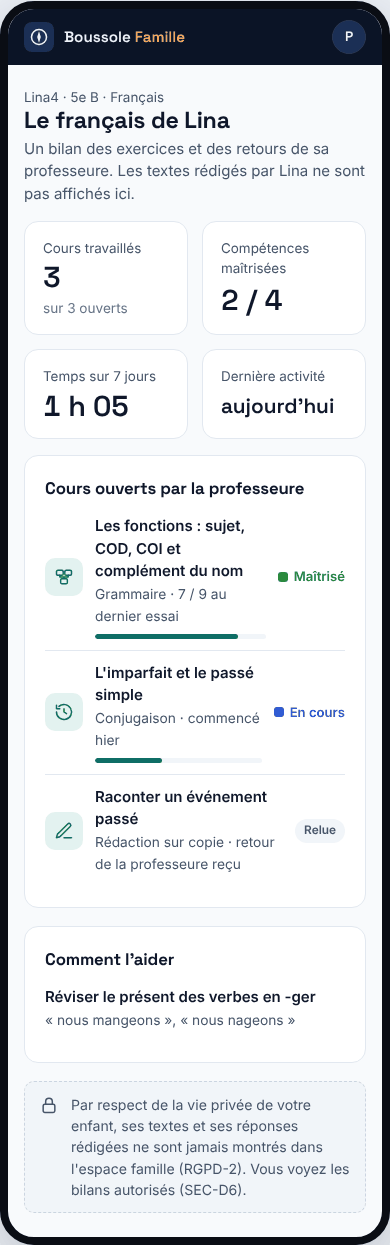 Boussole Famille
P
Lina4 · 5e B · Français
Le français de Lina
Un bilan des exercices et des retours de sa
professeure. Les textes rédigés par Lina ne sont
pas affichés ici.
Cours travaillés
3
sur 3 ouverts
Compétences
maîtrisées
2 / 4
Temps sur 7 jours
1 h 05
Dernière activité
aujourd'hui
Cours ouverts par la professeure
Les fonctions : sujet,
COD, COI et
complément du nom
Grammaire · 7 / 9 au
dernier essai
Maîtrisé
L'imparfait et le passé
simple
Conjugaison · commencé
hier
En cours
Raconter un événement
passé
Rédaction sur copie · retour
de la professeure reçu
Relue
Comment l'aider
Réviser le présent des verbes en -ger
« nous mangeons », « nous nageons »
Par respect de la vie privée de votre
enfant, ses textes et ses réponses
rédigées ne sont jamais montrés dans
l'espace famille (RGPD-2). Vous voyez les
bilans autorisés (SEC-D6).